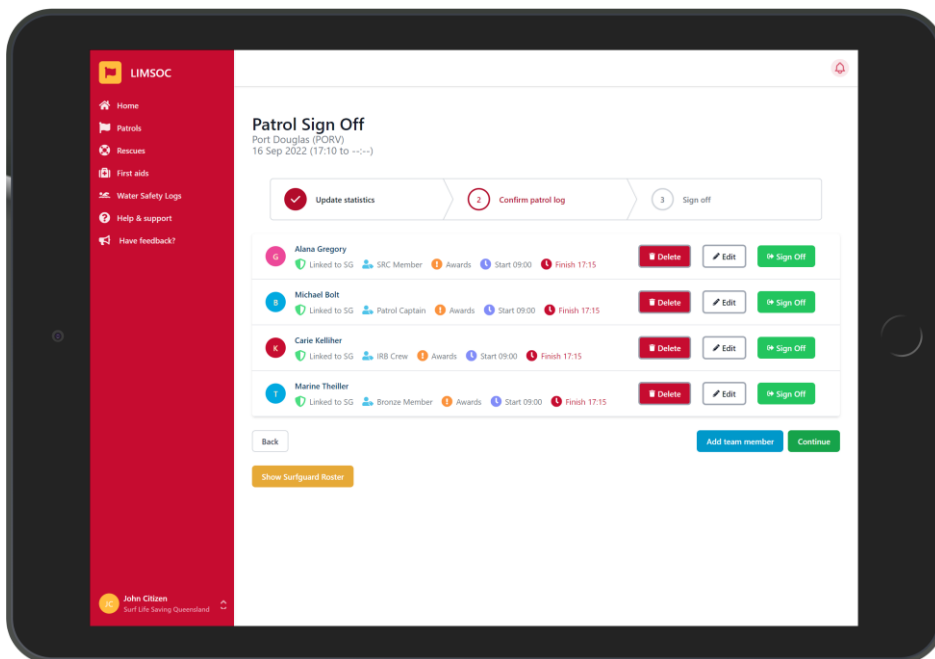 LIMSOC
Home
Patrols
Rescues
First aids
Water Safety Logs
Help & support
Have feedback?
John Citizen
Surf Life Saving Queensland
JC
Patrol Sign Off
Port Douglas (PORV)
16 Sep 2022 (17:10 to --:--)
Update statistics
2 Confirm patrol log
3 Sign off
G
Alana Gregory
Linked to SG SRC Member Awards Start 09:00 Finish 17:15
Delete Edit Sign Off
B
Michael Bolt
Linked to SG Patrol Captain Awards Start 09:00 Finish 17:15
Delete Edit Sign Off
K
Carie Kelliher
Linked to SG IRB Crew Awards Start 09:00 Finish 17:15
Delete Edit Sign Off
T
Marine Theiller
Linked to SG Bronze Member Awards Start 09:00 Finish 17:15
Delete Edit Sign Off
Back
Add team member
Continue
Show Surfguard Roster